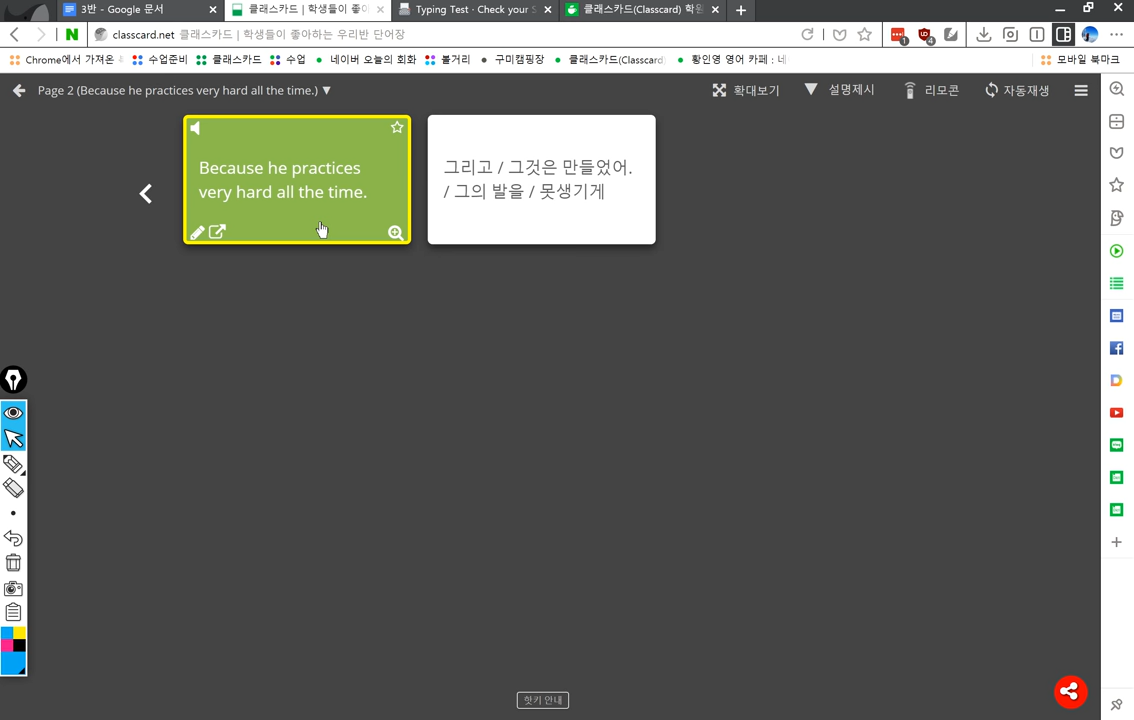 3반 - Google 문서
클래스카드 | 학생들이 좋아
Typing Test · Check your S
클래스카드(Classcard) 학원
N
classcard.net 클래스카드 | 학생들이 좋아하는 우리반 단어장
1
4
Chrome에서 가져온
수업준비
클래스카드
수업
네이버 오늘의 회화
볼거리
구미캠핑장
클래스카드(Classcard
황인영 영어 카페 : 네
모바일 북마크
Page 2 (Because he practices very hard all the time.) ▼
확대보기
설명제시
리모콘
자동재생
Because he practices
very hard all the time.
그리고 / 그것은 만들었어.
/ 그의 발을 / 못생기게
핫키 안내